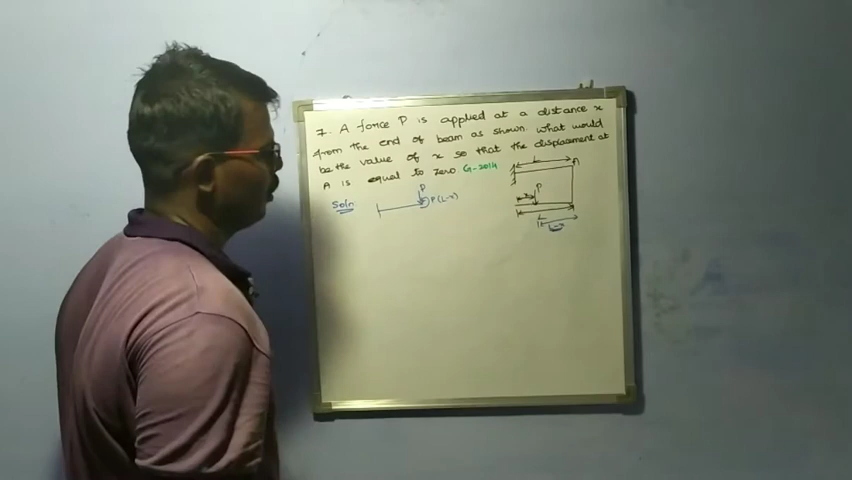 7. A force P is applied at a distance x
from the end of beam as shown. What would
be the value of x so that the displacement at
A is equal to zero G-2014
L
A
Soln
P
P(L-x)
P
x
L
L-x